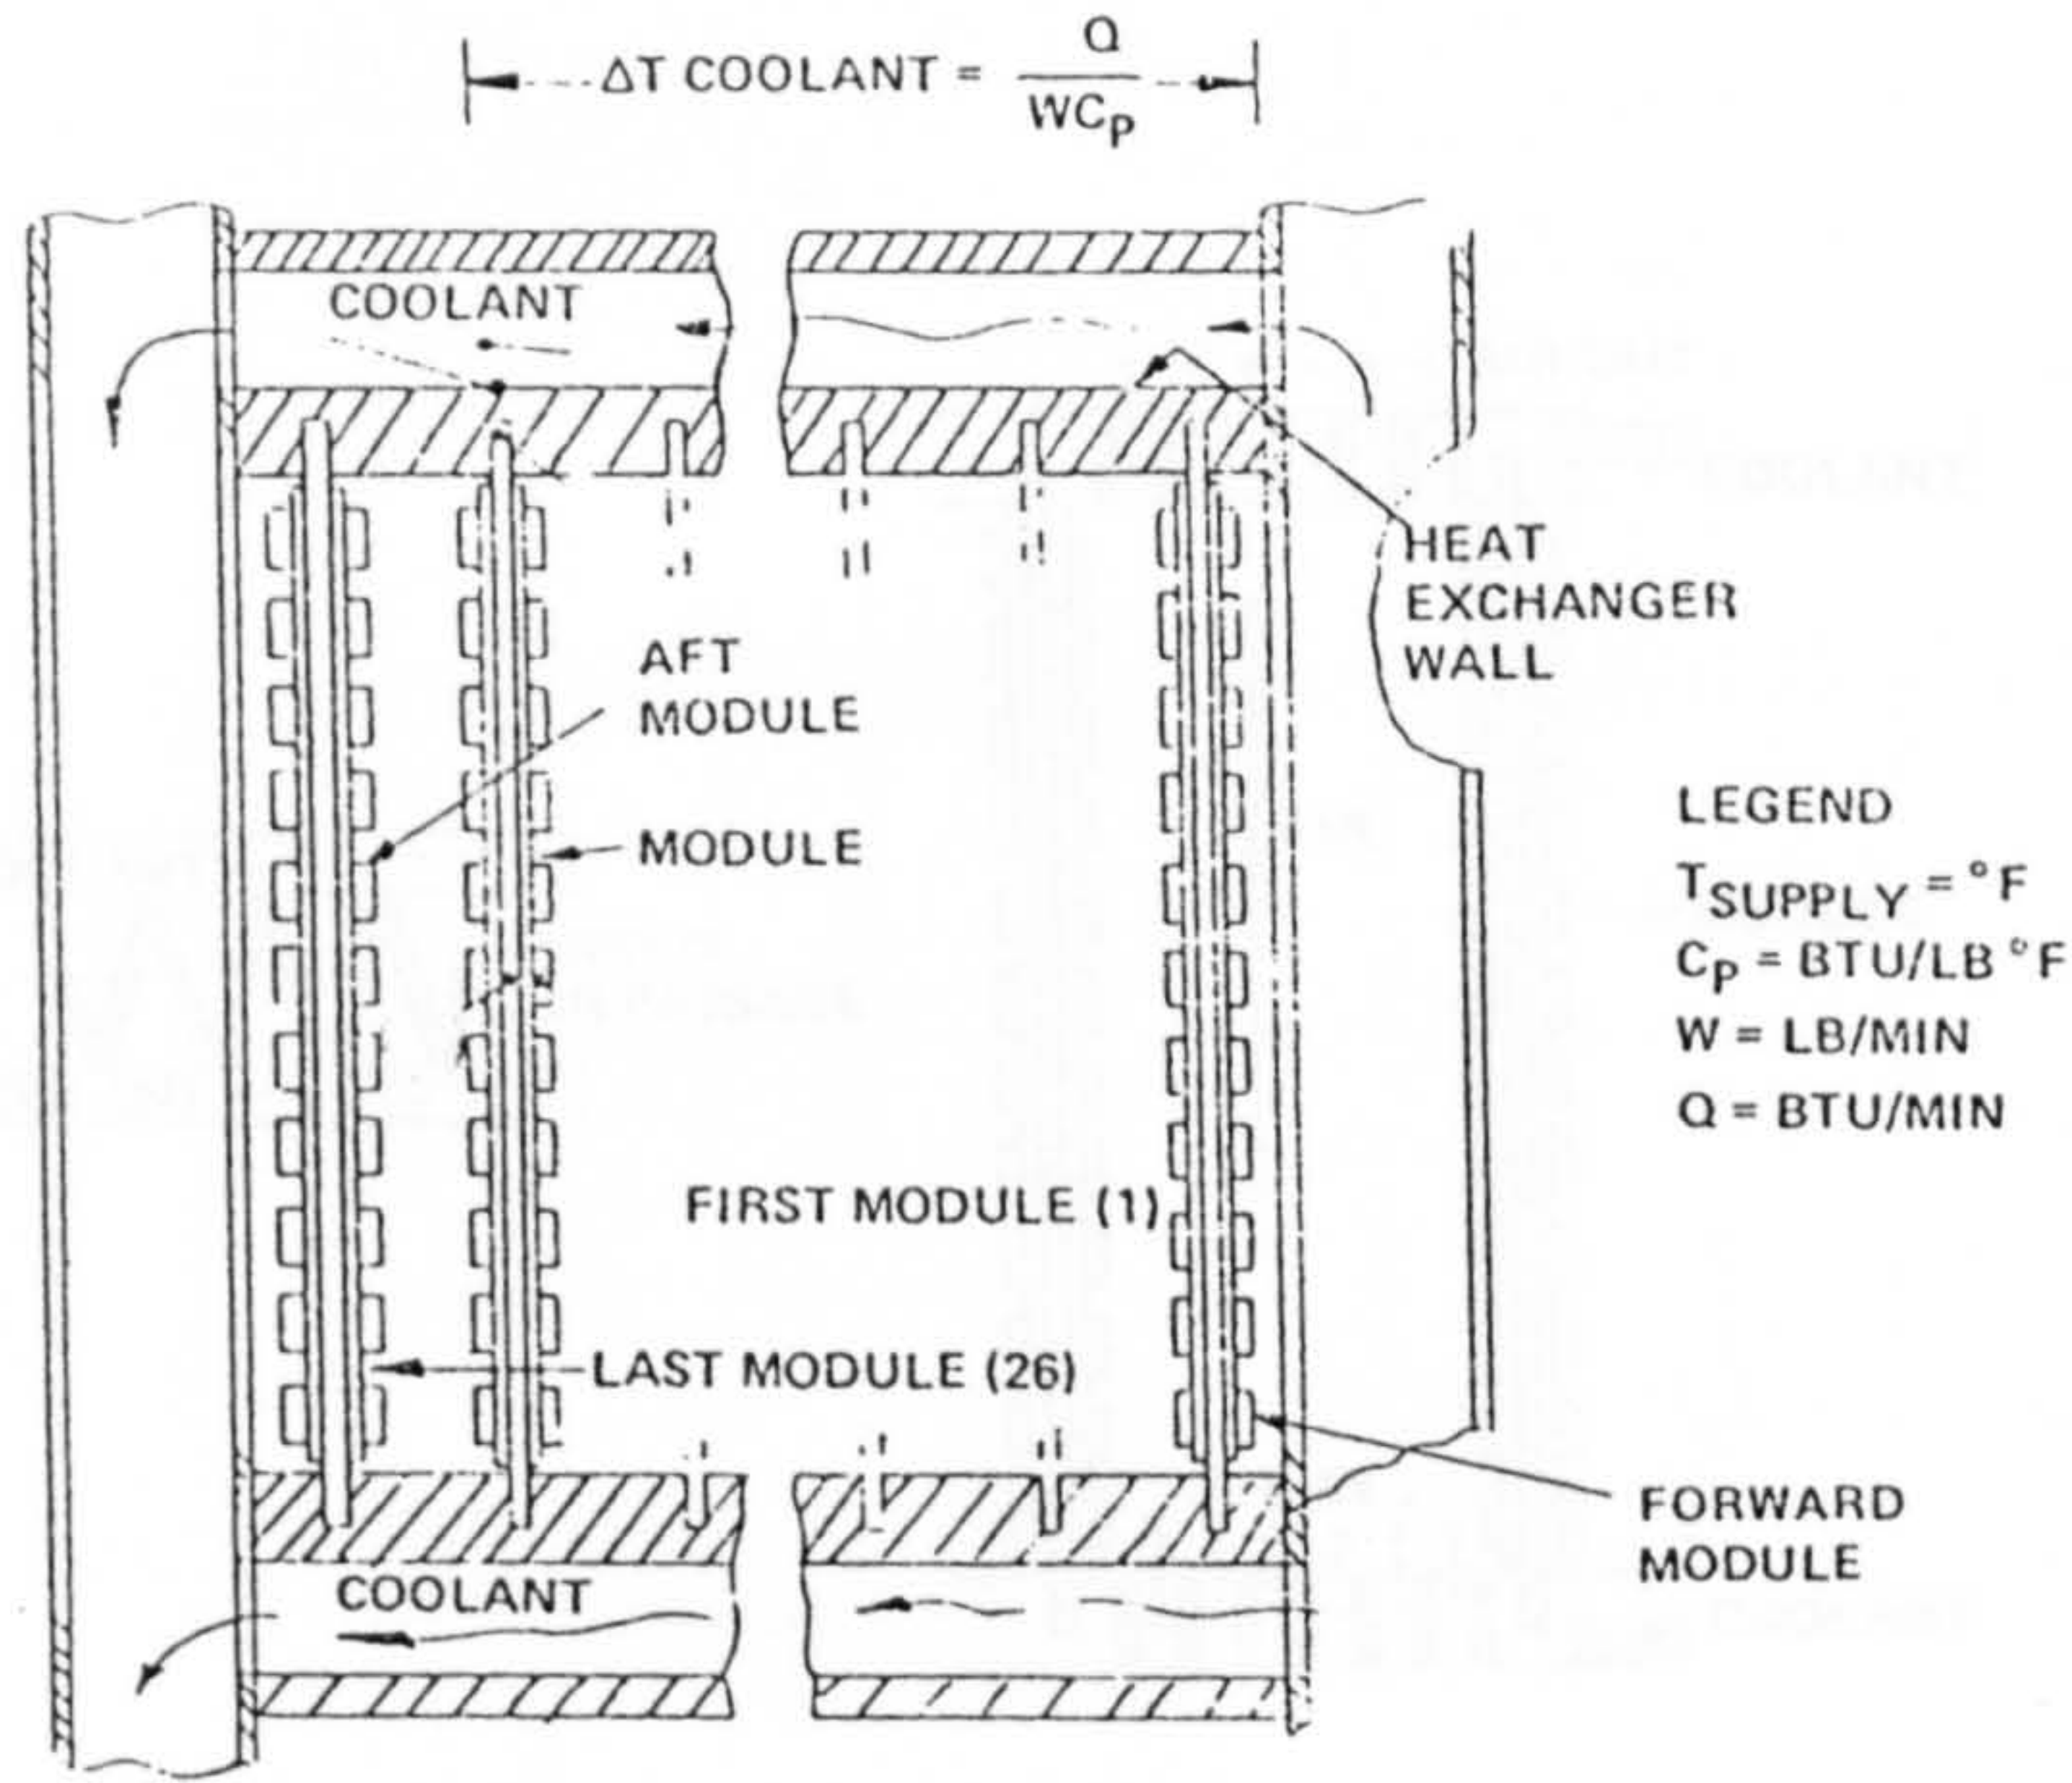 ΔT COOLANT = Q
WCP
COOLANT
HEAT
EXCHANGER
WALL
AFT
MODULE
MODULE
LEGEND
TSUPPLY = °F
CP = BTU/LB °F
W = LB/MIN
Q = BTU/MIN
FIRST MODULE (1)
LAST MODULE (26)
FORWARD
MODULE
COOLANT